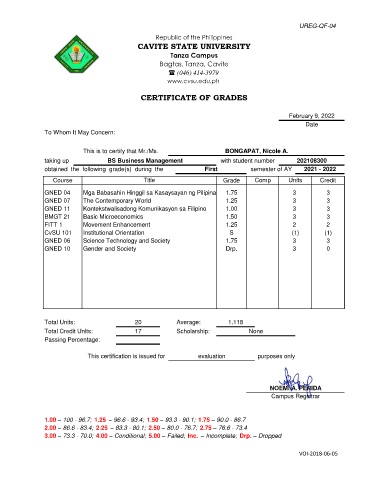 UREG-QF-04
Republic of the Philippines
CAVITE STATE UNIVERSITY
Tanza Campus
Bagtas, Tanza, Cavite
☎ (046) 414-3979
www.cvsu.edu.ph
CERTIFICATE OF GRADES
February 9, 2022
Date
To Whom It May Concern:
This is to certify that Mr./Ms. BONGAPAT, Nicole A.
taking up BS Business Management with student number 202108300
obtained the following grade(s) during the First semester of AY 2021 - 2022
Course Title Grade Comp Units Credit
GNED 04 Mga Babasahin Hinggil sa Kasaysayan ng Pilipinas 1.75 3 3
GNED 07 The Contemporary World 1.25 3 3
GNED 11 Kontekstwalisadong Komunikasyon sa Filipino 1.00 3 3
BMGT 21 Basic Microeconomics 1.50 3 3
FITT 1 Movement Enhancement 1.25 2 2
CvSU 101 Institutional Orientation S (1) (1)
GNED 06 Science Technology and Society 1.75 3 3
GNED 10 Gender and Society Drp. 3 0
Total Units: 20 Average: 1.118
Total Credit Units: 17 Scholarship: None
Passing Percentage:
This certification is issued for evaluation purposes only
NOEMI A. PERIDA
Campus Registrar
1.00 – 100 - 96.7; 1.25 – 96.6 - 93.4; 1.50 – 93.3 - 90.1; 1.75 – 90.0 - 86.7
2.00 – 86.6 - 83.4; 2.25 – 83.3 - 80.1; 2.50 – 80.0 - 76.7; 2.75 – 76.6 - 73.4
3.00 – 73.3 - 70.0; 4.00 – Conditional; 5.00 – Failed; Inc. – Incomplete; Drp. – Dropped
V01-2018-06-05